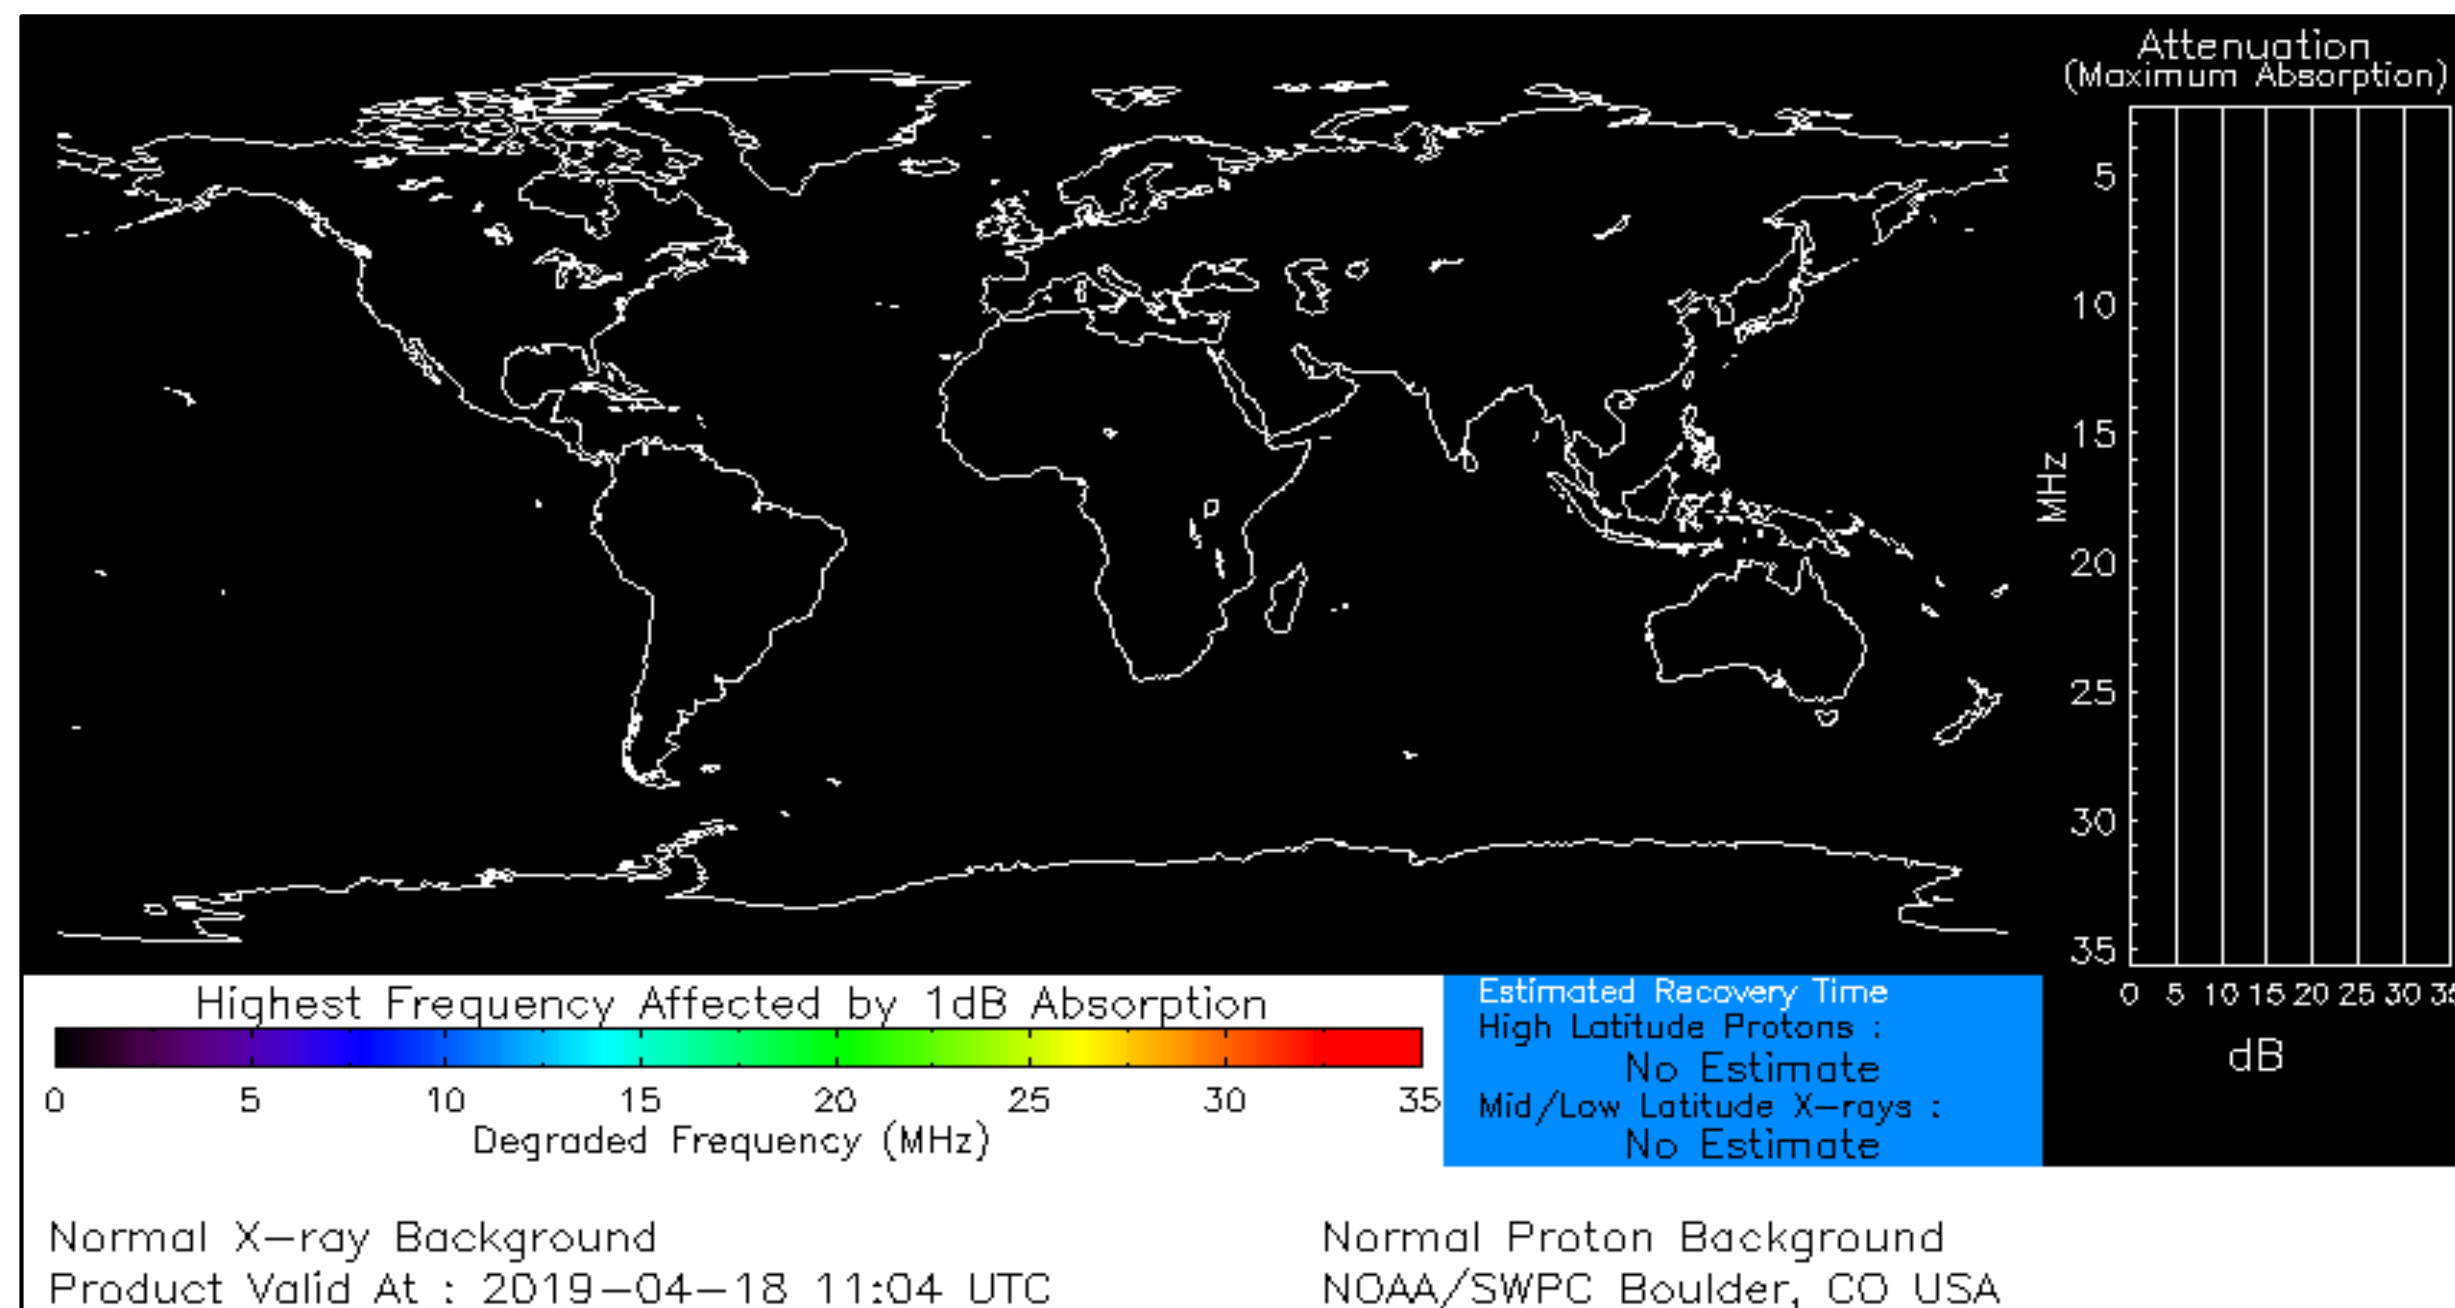 Attenuation
(Maximum Absorption)
5
10
15
20
25
30
35
MHz
0 5 10 15 20 25 30 35
dB
Highest Frequency Affected by 1dB Absorption
0 5 10 15 20 25 30 35
Degraded Frequency (MHz)
Estimated Recovery Time
High Latitude Protons :
No Estimate
Mid/Low Latitude X-rays :
No Estimate
Normal X-ray Background
Normal Proton Background
Product Valid At : 2019-04-18 11:04 UTC
NOAA/SWPC Boulder, CO USA